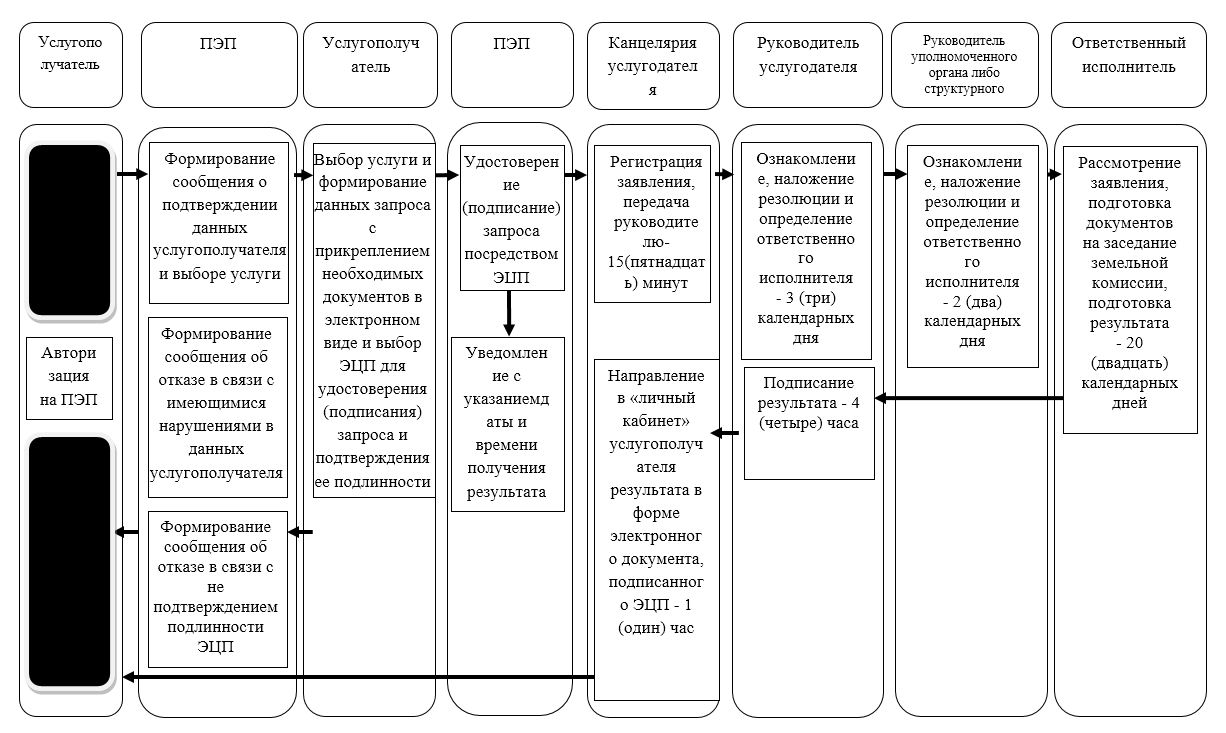 Услугопо
лучатель
ПЭП
Услугополуч
атель
ПЭП
Канцелярия
услугодател
я
Руководитель
услугодателя
Руководитель
уполномоченного
органа либо
структурного
Ответственный
исполнитель
Автори
зация
на ПЭП
Формирование
сообщения о
подтверждении
данных
услугополучателя
и выборе услуги
Формирование
сообщения об
отказе в связи с
имеющимися
нарушениями в
данных
услугополучателя
Формирование
сообщения об
отказе в связи с
не
подтверждением
подлинности
ЭЦП
Выбор услуги и
формирование
данных запроса
с
прикреплением
необходимых
документов в
электронном
виде и выбор
ЭЦП для
удостоверения
(подписания)
запроса и
подтверждения
ее подлинности
Удостоверен
ие
(подписание)
запроса
посредством
ЭЦП
Уведомлен
ие с
указаниемд
аты и
времени
получения
результата
Регистрация
заявления,
передача
руководите
лю-
15(пятнадцат
ь) минут
Направление
в «личный
кабинет»
услугополуч
ателя
результата в
форме
электронног
о документа,
подписанног
о ЭЦП - 1
(один) час
Ознакомлени
е, наложение
резолюции и
определение
ответственно
го
исполнителя
- 3 (три)
календарных
дня
Подписание
результата - 4
(четыре) часа
Ознакомлени
е, наложение
резолюции и
определение
ответственно
го
исполнителя
- 2 (два)
календарных
дня
Рассмотрение
заявления,
подготовка
документов
на заседание
земельной
комиссии,
подготовка
результата
- 20
(двадцать)
календарных
дней